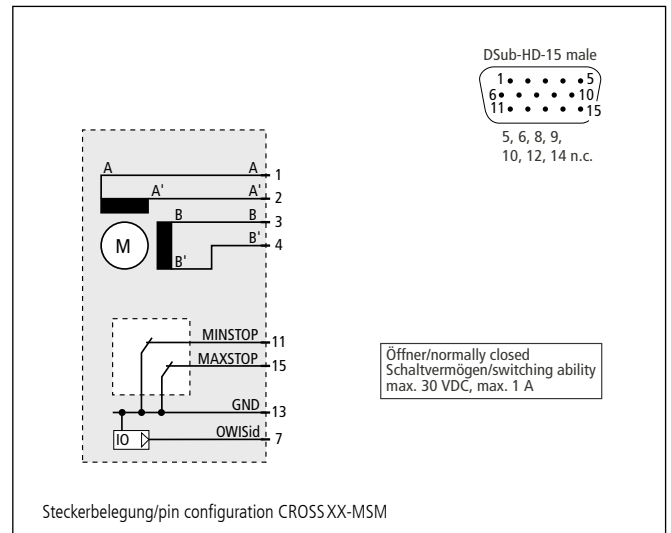 DSub-HD-15 male
1 5
6 10
11 15
5, 6, 8, 9,
10, 12, 14 n.c.
A A 1
A' A' 2
B B 3
B' 4
M
B'
MINSTOP 11
MAXSTOP 15
GND 13
IO OWISid 7
Öffner/normally closed
Schaltvermögen/switching ability
max. 30 VDC, max. 1 A
Steckerbelegung/pin configuration CROSS XX-MSM